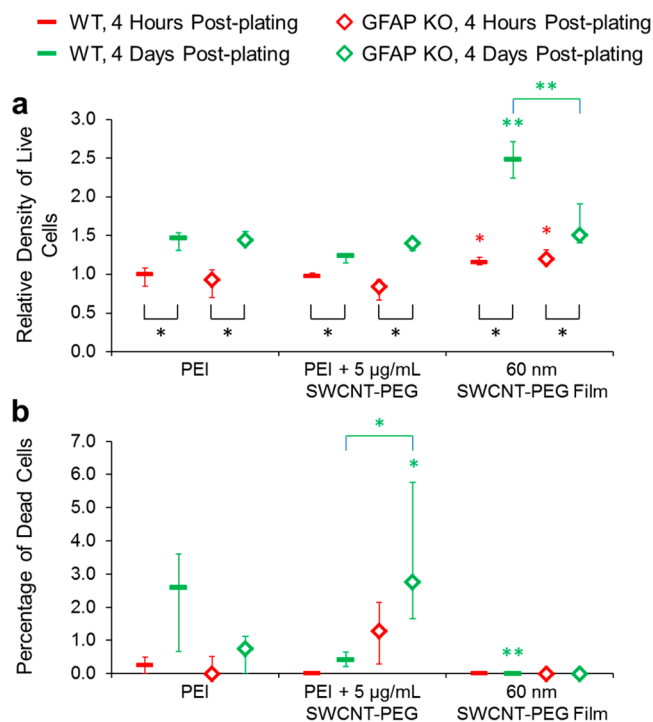 WT, 4 Hours Post-plating
GFAP KO, 4 Hours Post-plating
WT, 4 Days Post-plating
GFAP KO, 4 Days Post-plating
a
Relative Density of Live
Cells
3.0
2.5
2.0
1.5
1.0
0.5
0.0
**
**
*
*
*
*
*
*
*
*
PEI
PEI + 5 µg/mL
SWCNT-PEG
60 nm
SWCNT-PEG Film
b
Percentage of Dead Cells
7.0
6.0
5.0
4.0
3.0
2.0
1.0
0.0
*
*
**
PEI
PEI + 5 µg/mL
SWCNT-PEG
60 nm
SWCNT-PEG Film